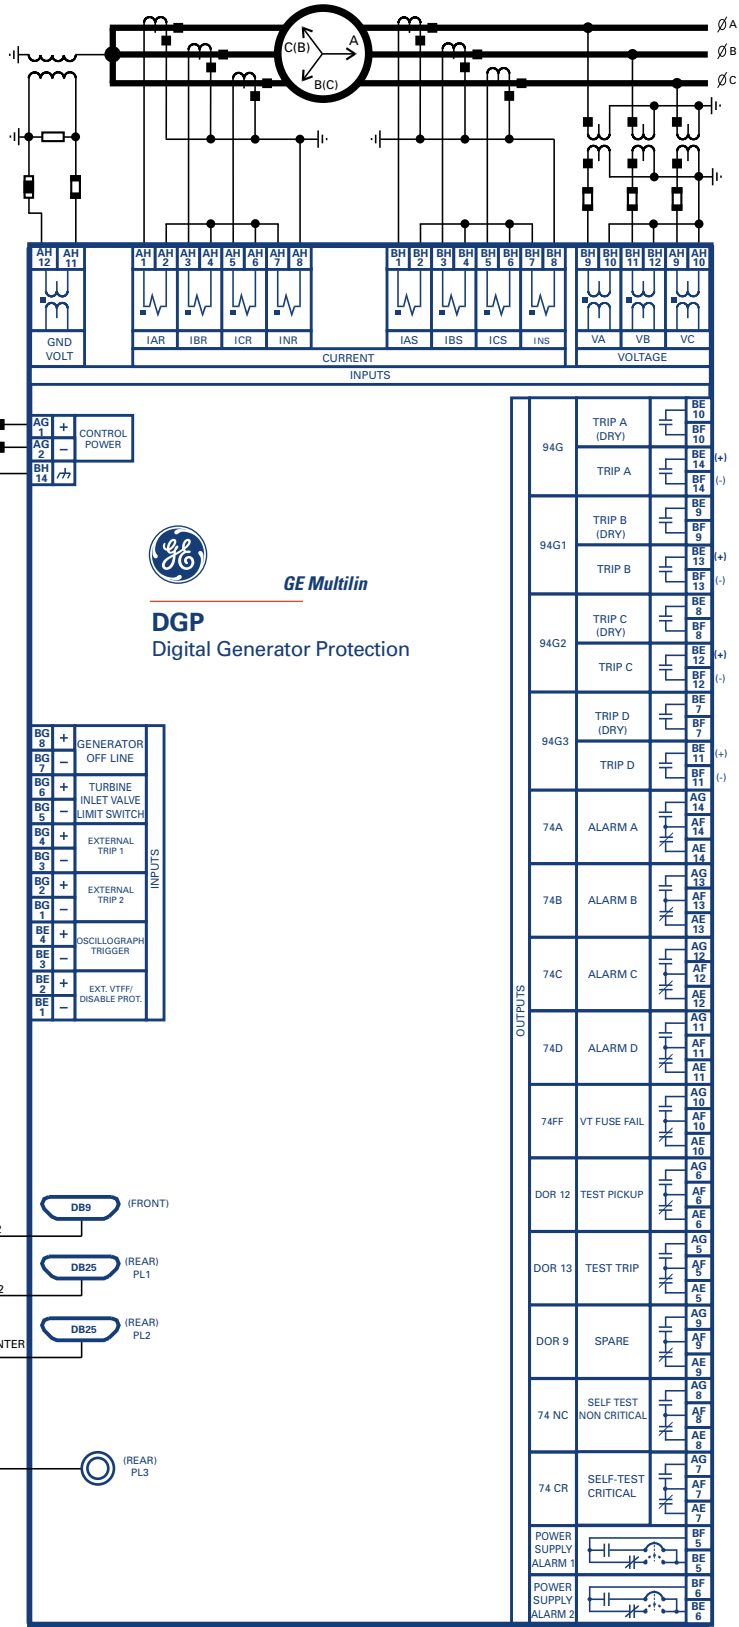 Ø A
C(B)
A
Ø B
B(C)
Ø C
AH 12
AH 11
AH 1
AH 2
AH 3
AH 4
AH 5
AH 6
AH 7
AH 8
BH 1
BH 2
BH 3
BH 4
BH 5
BH 6
BH 7
BH 8
BH 9
BH 10
BH 11
BH 12
AH 9
AH 10
GND VOLT
IAR
IBR
ICR
INR
IAS
IBS
ICS
INS
VA
VB
VC
CURRENT
VOLTAGE
INPUTS
AG 1
+
AG 2
–
CONTROL POWER
BH 14
GE
GE Multilin
DGP
Digital Generator Protection
BG 8
+
BG 7
–
GENERATOR
OFF LINE
BG 6
+
BG 5
–
TURBINE
INLET VALVE
LIMIT SWITCH
BG 4
+
BG 3
–
EXTERNAL
TRIP 1
BG 2
+
BG 1
–
EXTERNAL
TRIP 2
BE 4
+
BE 3
–
OSCILLOGRAPH
TRIGGER
BE 2
+
BE 1
–
EXT. VTFF/
DISABLE PROT.
INPUTS
DB9
(FRONT)
2
DB25
(REAR)
PL1
2
DB25
(REAR)
PL2
NTER
(REAR)
PL3
OUTPUTS
94G
TRIP A
(DRY)
BE 10
BF 10
TRIP A
BE 14
(+)
BF 14
(-)
94G1
TRIP B
(DRY)
BE 9
BF 9
TRIP B
BE 13
(+)
BF 13
(-)
94G2
TRIP C
(DRY)
BE 8
BF 8
TRIP C
BE 12
(+)
BF 12
(-)
94G3
TRIP D
(DRY)
BE 7
BF 7
TRIP D
BE 11
(+)
BF 11
(-)
74A
ALARM A
AG 14
AF 14
AE 14
74B
ALARM B
AG 13
AF 13
AE 13
74C
ALARM C
AG 12
AF 12
AE 12
74D
ALARM D
AG 11
AF 11
AE 11
74FF
VT FUSE FAIL
AG 10
AF 10
AE 10
DOR 12
TEST PICKUP
AG 6
AF 6
AE 6
DOR 13
TEST TRIP
AG 5
AF 5
AE 5
DOR 9
SPARE
AG 9
AF 9
AE 9
74 NC
SELF TEST
NON CRITICAL
AG 8
AF 8
AE 8
74 CR
SELF-TEST
CRITICAL
AG 7
AF 7
AE 7
POWER
SUPPLY
ALARM 1
BF 5
BE 5
POWER
SUPPLY
ALARM 2
BF 6
BE 6